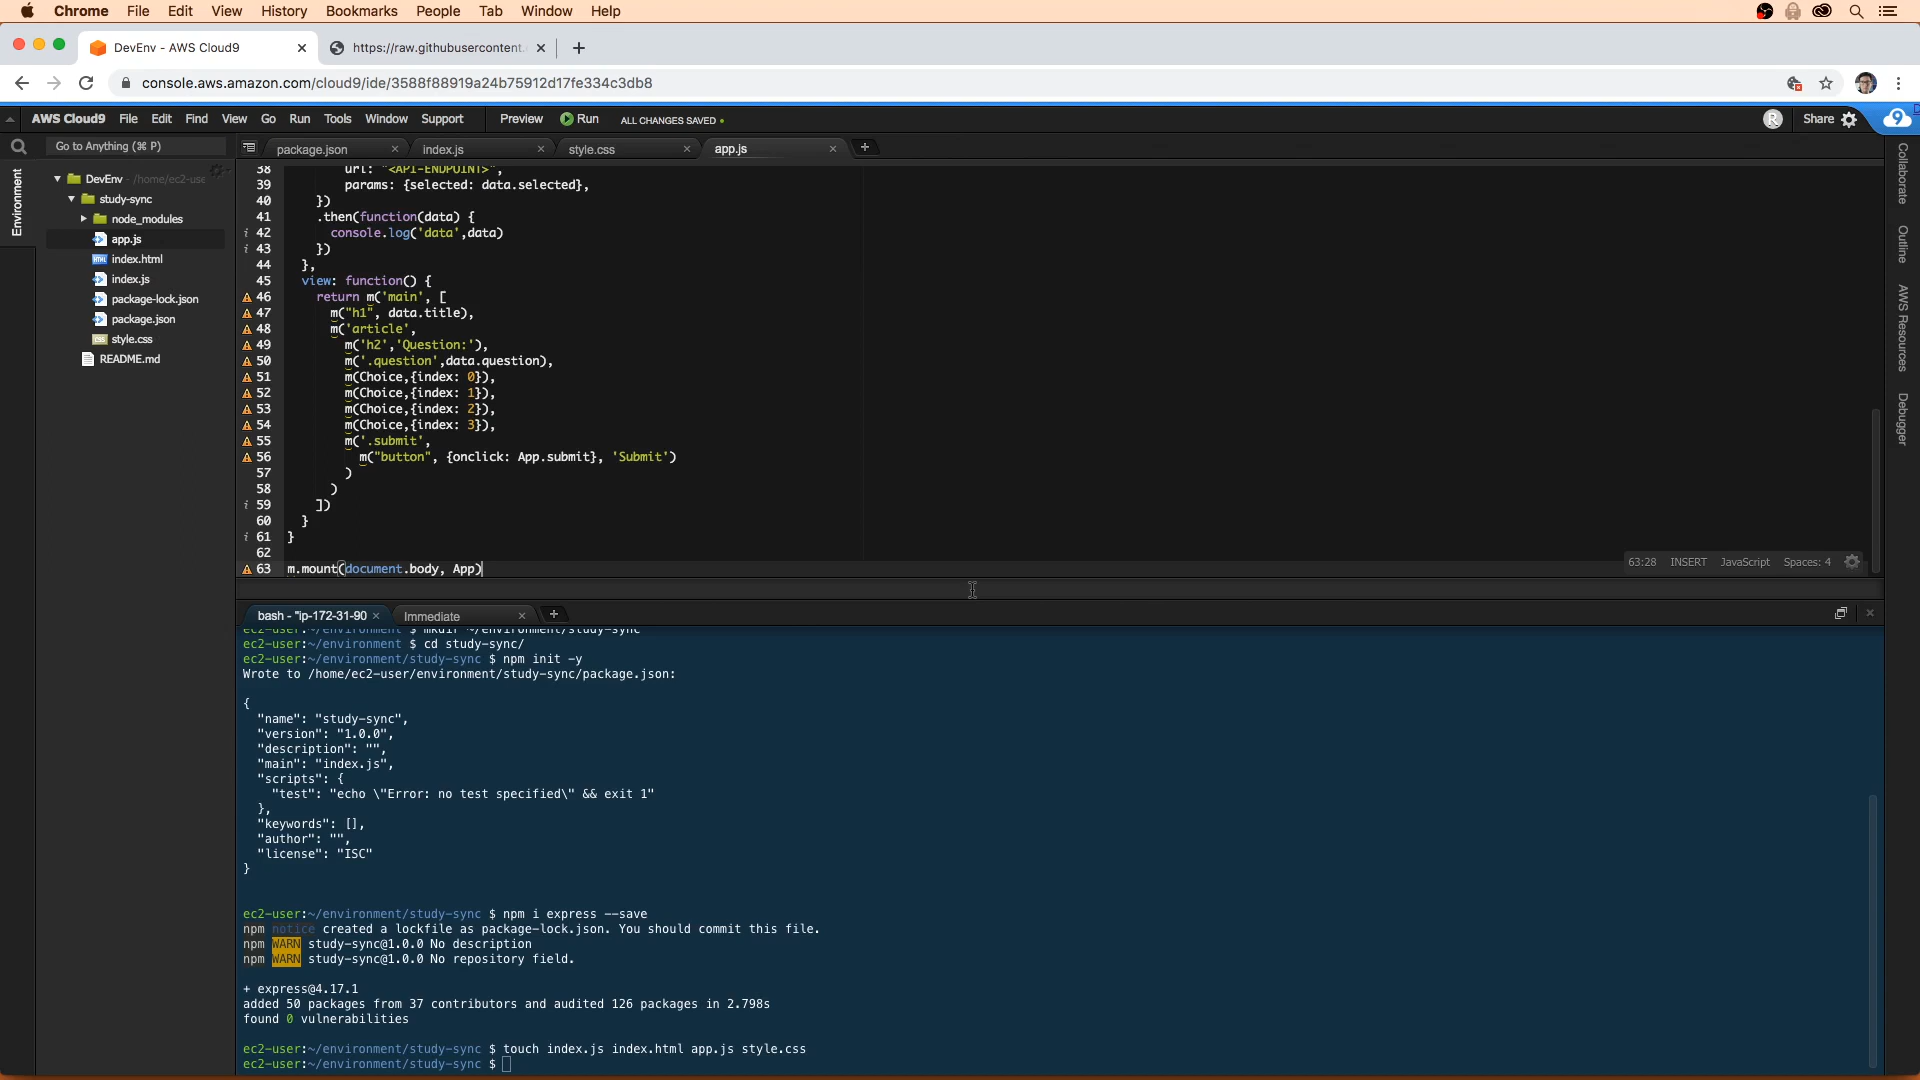 Chrome File Edit View History Bookmarks People Tab Window Help
DevEnv - AWS Cloud9
https://raw.githubusercontent.
console.aws.amazon.com/cloud9/ide/3588f88919a24b75912d17fe334c3db8
AWS Cloud9 File Edit Find View Go Run Tools Window Support Preview Run ALL CHANGES SAVED R Share 9
Go to Anything (⌘ P)
package.json index.js style.css app.js
Environment
DevEnv - /home/ec2-use
study-sync
node_modules
app.js
index.html
index.js
package-lock.json
package.json
style.css
README.md
38 url: "<API-ENDPOINT>",
39 params: {selected: data.selected},
40 })
41 .then(function(data) {
42 console.log('data',data)
43 })
44 },
45 view: function() {
46 return m('main', [
47 m("h1", data.title),
48 m('article',
49 m('h2','Question:'),
50 m('.question',data.question),
51 m(Choice,{index: 0}),
52 m(Choice,{index: 1}),
53 m(Choice,{index: 2}),
54 m(Choice,{index: 3}),
55 m('.submit',
56 m("button", {onclick: App.submit}, 'Submit')
57 )
58 )
59 ])
60 }
61 }
62
63 m.mount(document.body, App)
63:28 INSERT JavaScript Spaces: 4
Collaborate
Outline
AWS Resources
Debugger
bash - "ip-172-31-90 Immediate
ec2-user:~/environment $ mkdir ~/environment/study-sync
ec2-user:~/environment $ cd study-sync/
ec2-user:~/environment/study-sync $ npm init -y
Wrote to /home/ec2-user/environment/study-sync/package.json:
{
"name": "study-sync",
"version": "1.0.0",
"description": "",
"main": "index.js",
"scripts": {
"test": "echo \"Error: no test specified\" && exit 1"
},
"keywords": [],
"author": "",
"license": "ISC"
}
ec2-user:~/environment/study-sync $ npm i express --save
npm notice created a lockfile as package-lock.json. You should commit this file.
npm WARN study-sync@1.0.0 No description
npm WARN study-sync@1.0.0 No repository field.
+ express@4.17.1
added 50 packages from 37 contributors and audited 126 packages in 2.798s
found 0 vulnerabilities
ec2-user:~/environment/study-sync $ touch index.js index.html app.js style.css
ec2-user:~/environment/study-sync $